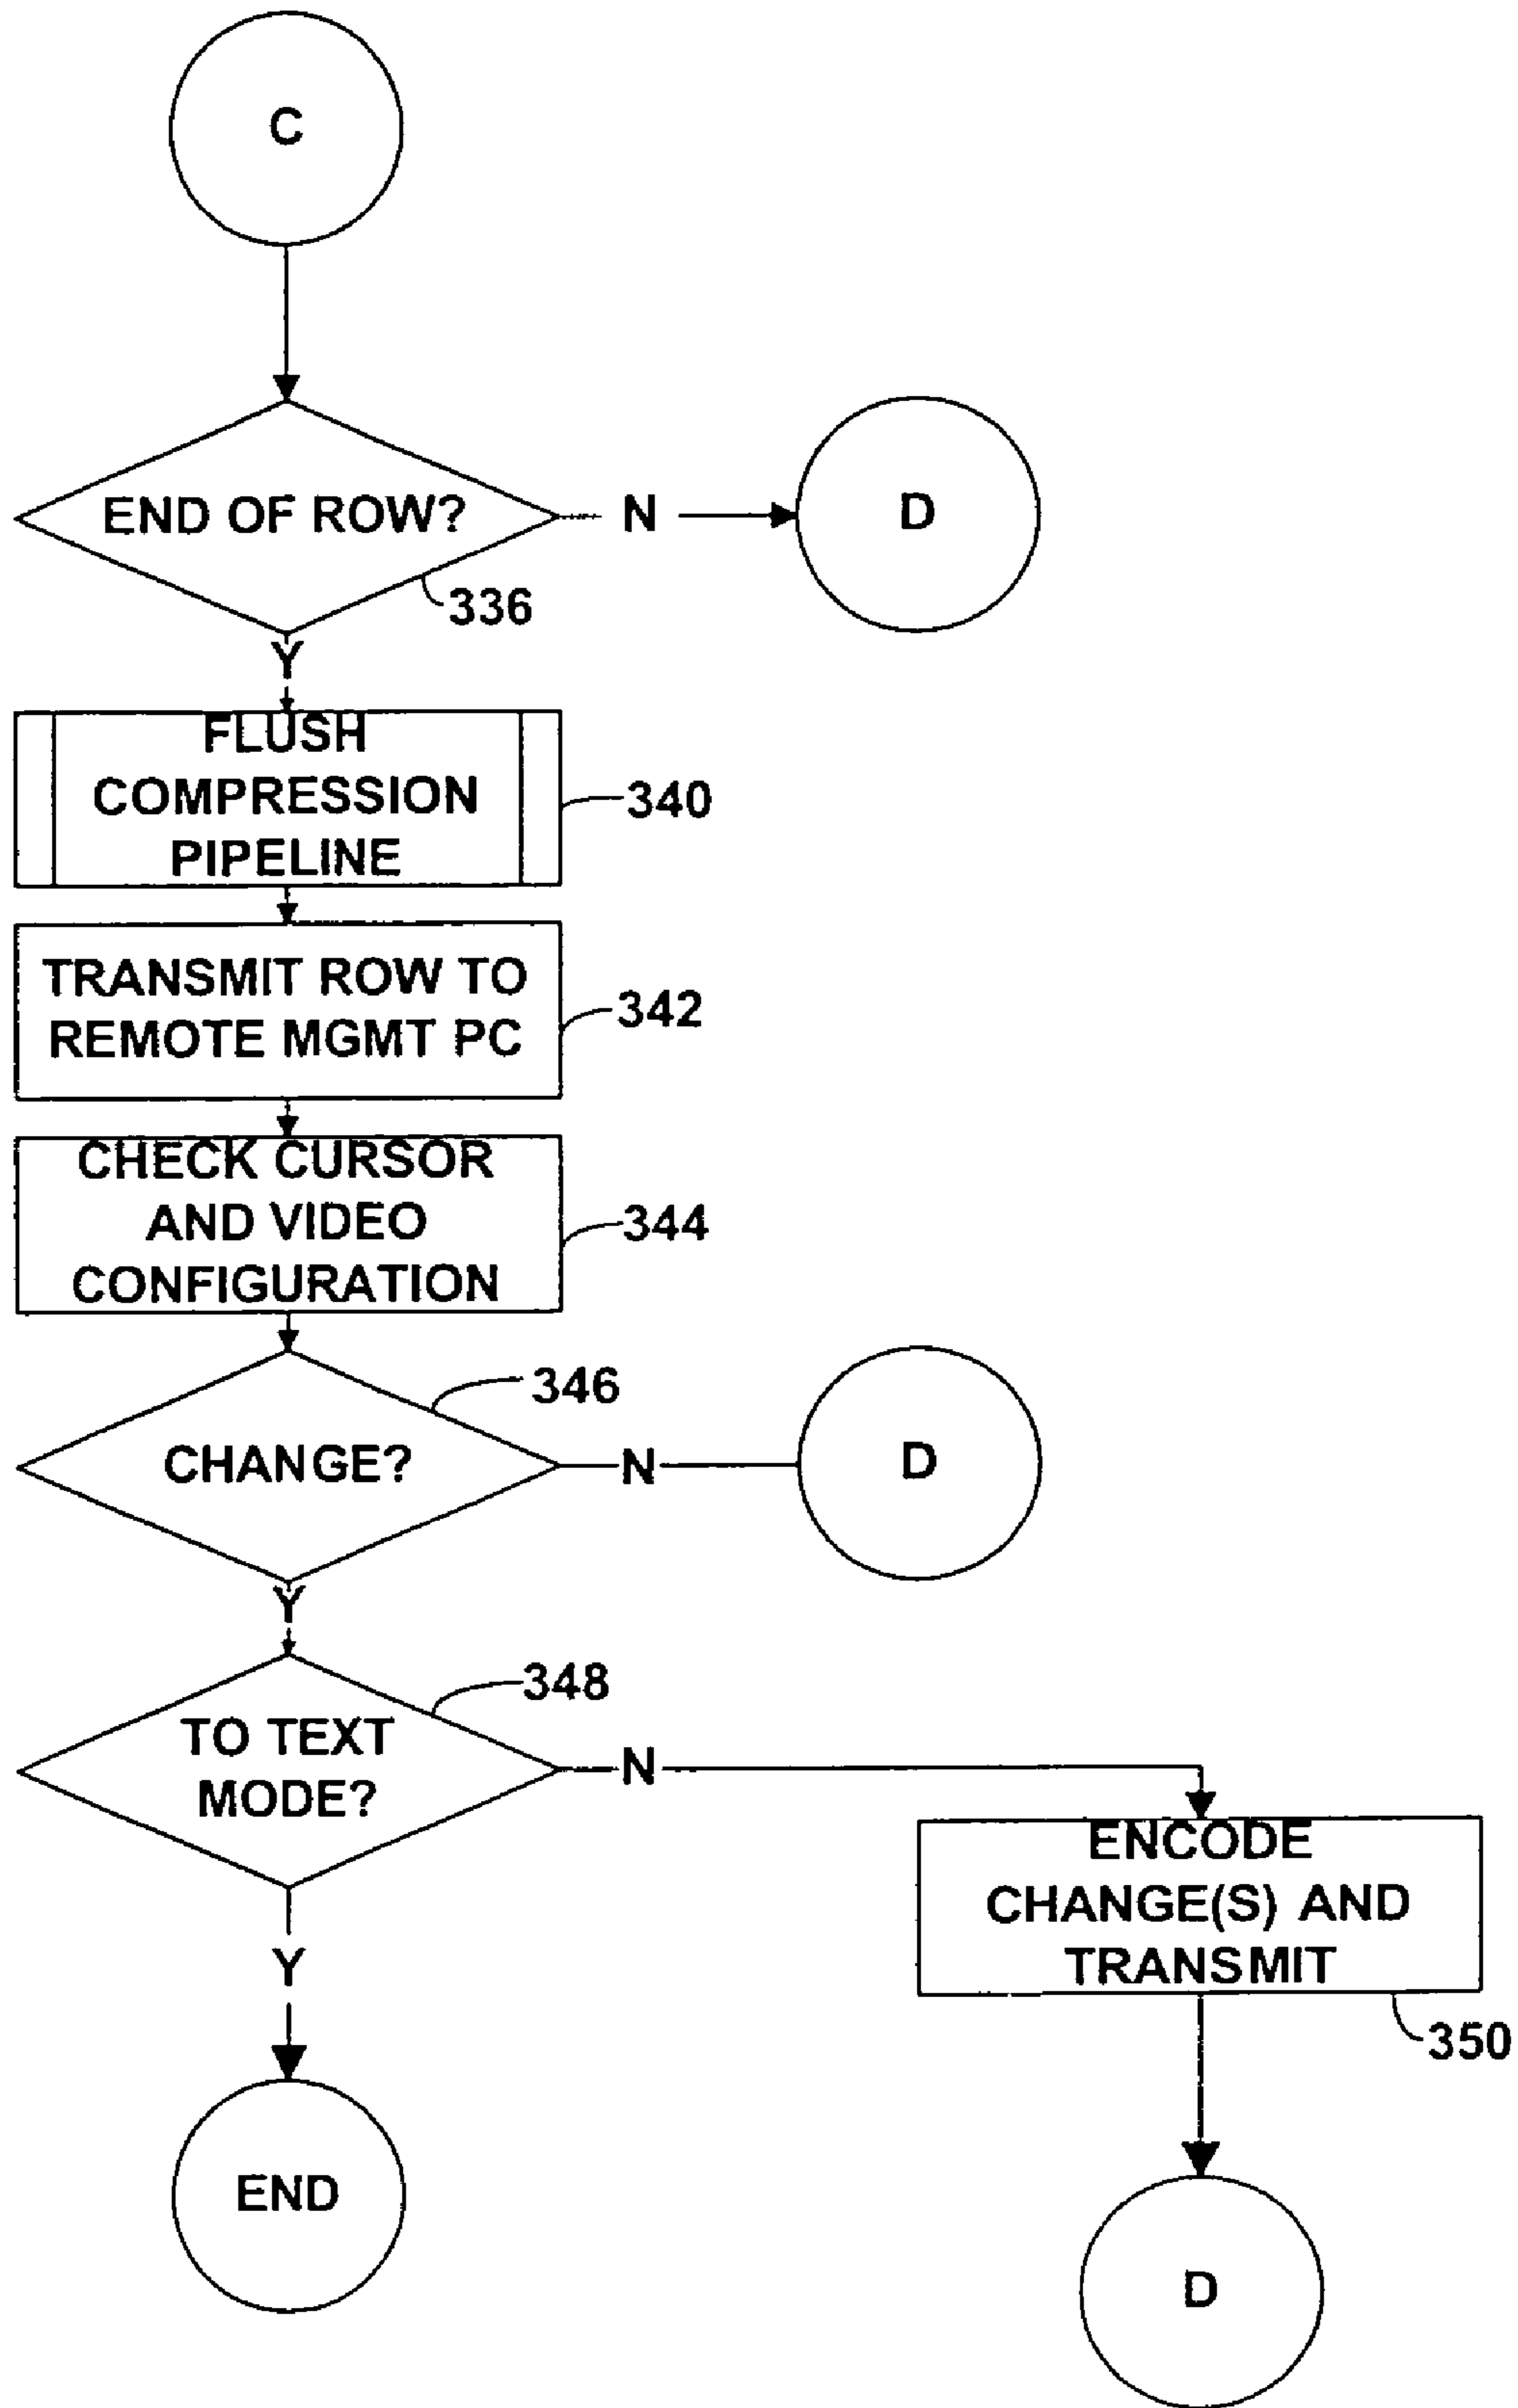 C
END OF ROW?
N
D
336
Y
FLUSH
COMPRESSION
PIPELINE
340
TRANSMIT ROW TO
REMOTE MGMT PC
342
CHECK CURSOR
AND VIDEO
CONFIGURATION
344
346
CHANGE?
N
D
Y
348
TO TEXT
MODE?
N
ENCODE
CHANGE(S) AND
TRANSMIT
350
Y
END
D